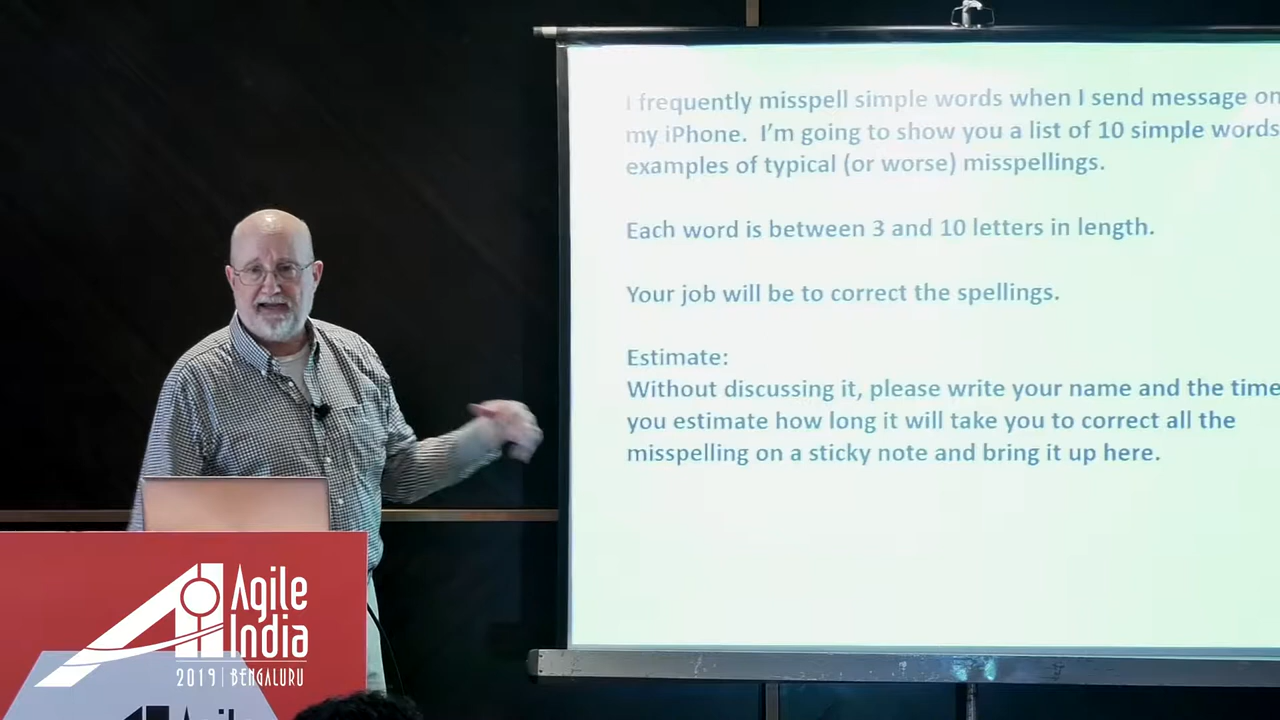 I frequently misspell simple words when I send message on
my iPhone.  I'm going to show you a list of 10 simple words
examples of typical (or worse) misspellings.
Each word is between 3 and 10 letters in length.
Your job will be to correct the spellings.
Estimate:
Without discussing it, please write your name and the time
you estimate how long it will take you to correct all the
misspelling on a sticky note and bring it up here.
Agile
India
2019 | BENGALURU
Agile